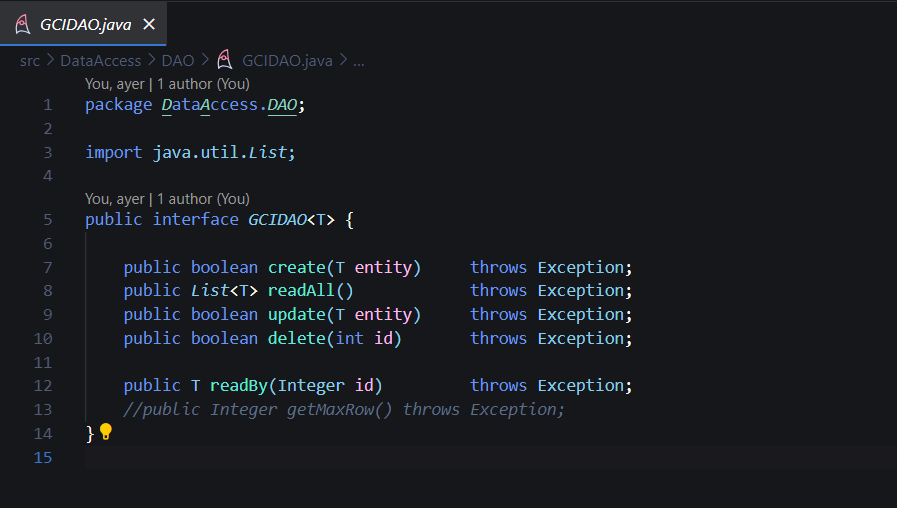 GCIDAO.java ×
src > DataAccess > DAO > GCIDAO.java > ...
You, ayer | 1 author (You)
1 package DataAccess.DAO;
2
3 import java.util.List;
4
You, ayer | 1 author (You)
5 public interface GCIDAO<T> {
6
7 public boolean create(T entity) throws Exception;
8 public List<T> readAll() throws Exception;
9 public boolean update(T entity) throws Exception;
10 public boolean delete(int id) throws Exception;
11
12 public T readBy(Integer id) throws Exception;
13 //public Integer getMaxRow() throws Exception;
14 }
15